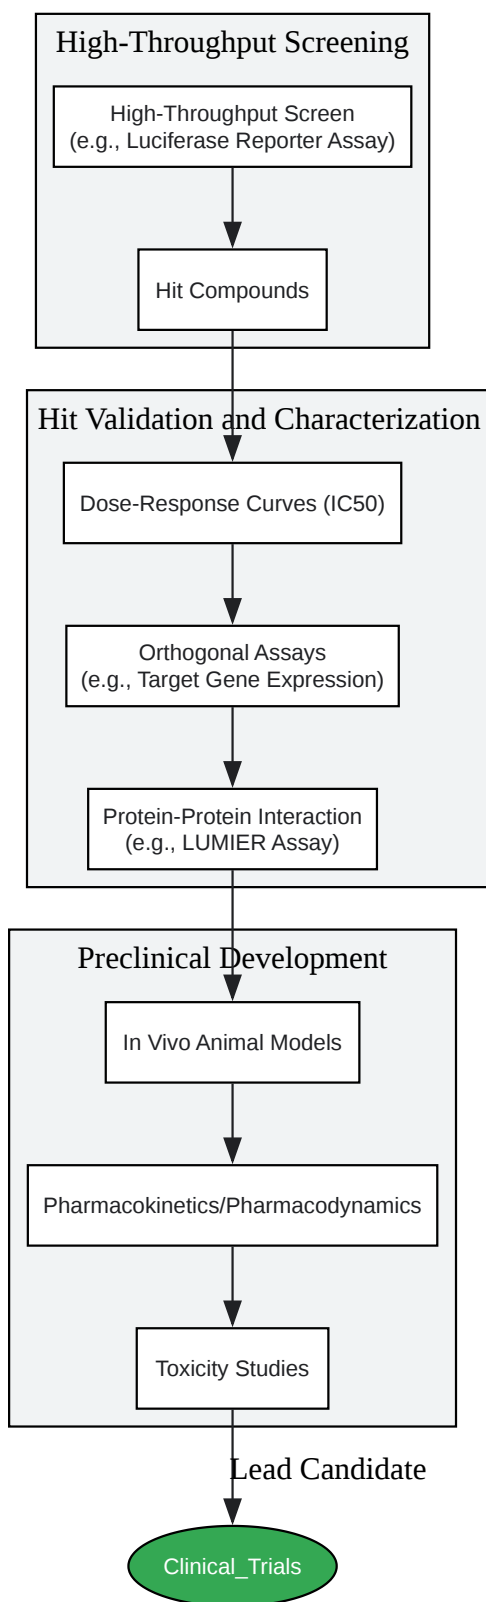 High-Throughput Screening
High-Throughput Screen
(e.g., Luciferase Reporter Assay)
Hit Compounds
Hit Validation and Characterization
Dose-Response Curves (IC50)
Orthogonal Assays
(e.g., Target Gene Expression)
Protein-Protein Interaction
(e.g., LUMIER Assay)
Preclinical Development
In Vivo Animal Models
Pharmacokinetics/Pharmacodynamics
Toxicity Studies
Lead Candidate
Clinical_Trials